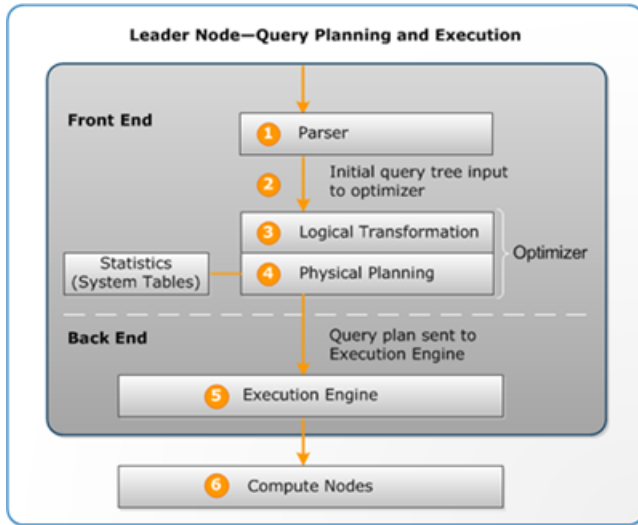 Leader Node—Query Planning and Execution
Front End
1 Parser
2 Initial query tree input
to optimizer
3 Logical Transformation
Optimizer
Statistics
(System Tables)
4 Physical Planning
Back End
Query plan sent to
Execution Engine
5 Execution Engine
6 Compute Nodes